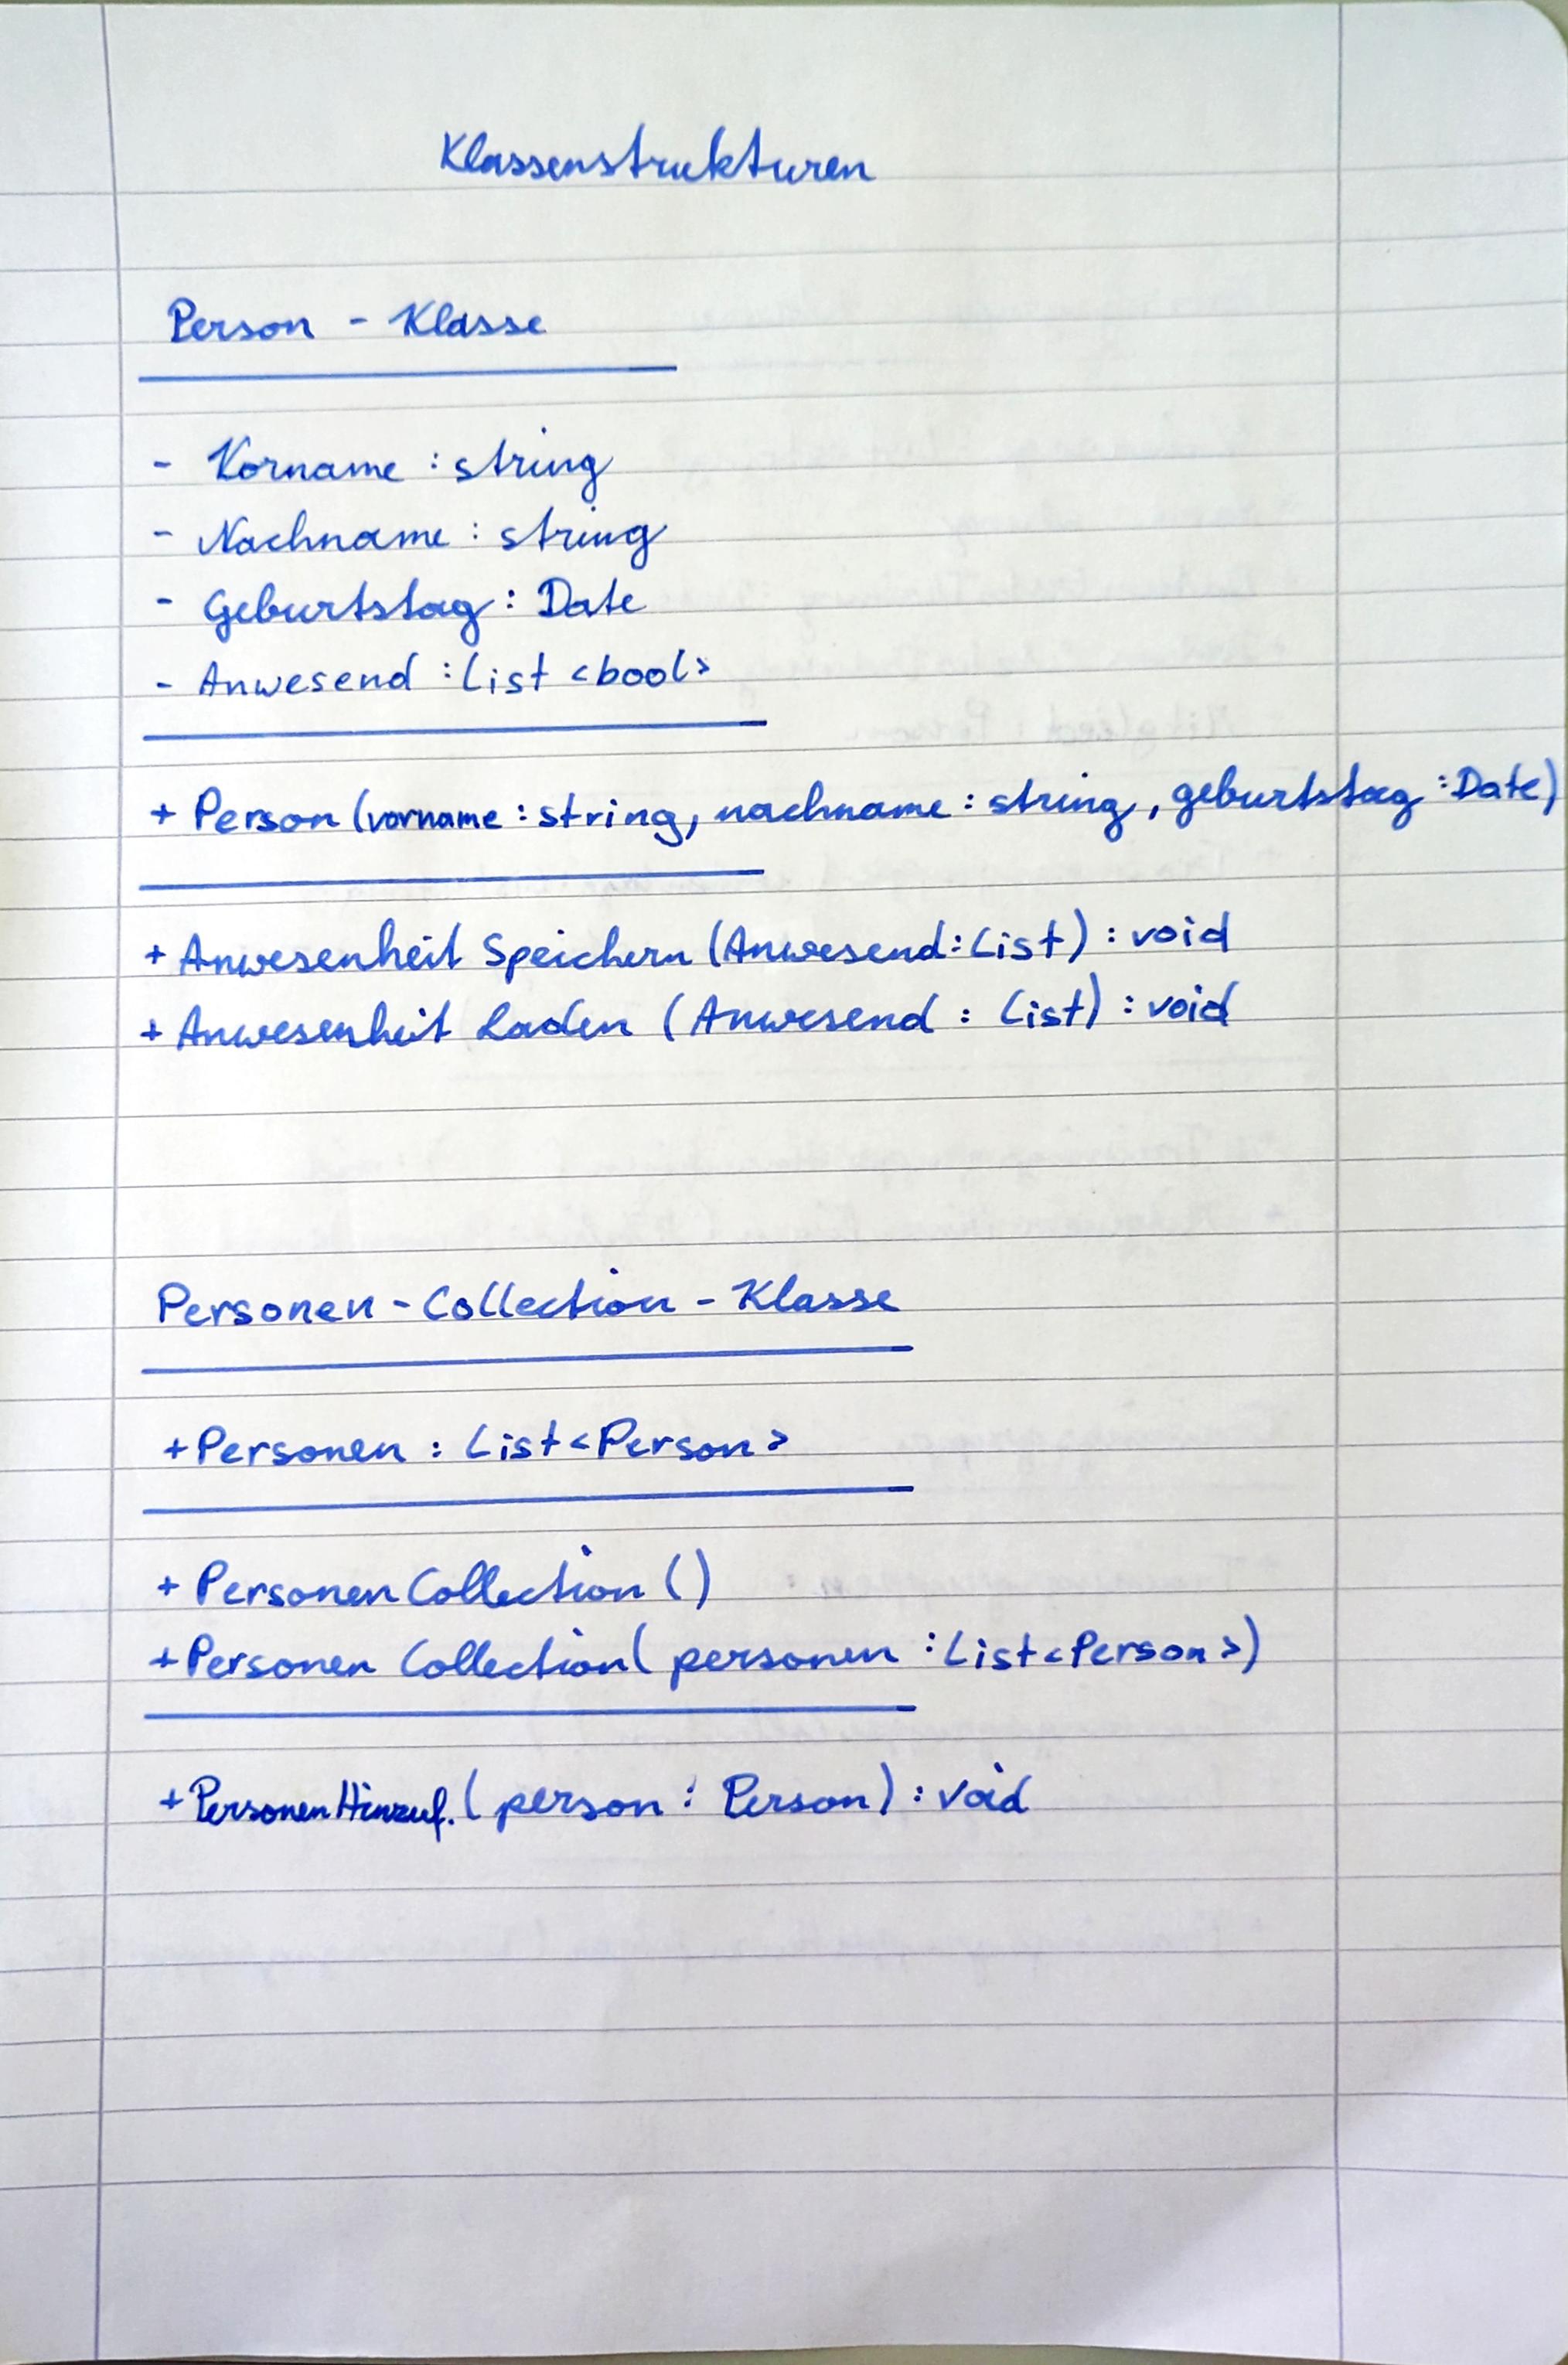 Klassenstrukturen
Person - Klasse
- Vorname : string
- Nachname : string
- Geburtstag : Date
- Anwesend : List <bool>
+ Person (vorname : string, nachname : string, geburtstag : Date)
+ Anwesenheit Speichern (Anwesend : List) : void
+ Anwesenheit Laden (Anwesend : List) : void
Personen - Collection - Klasse
+ Personen : List <Person>
+ Personen Collection ()
+ Personen Collection ( personen : List <Person>)
+ Personen Hinzuf. ( person : Person) : void